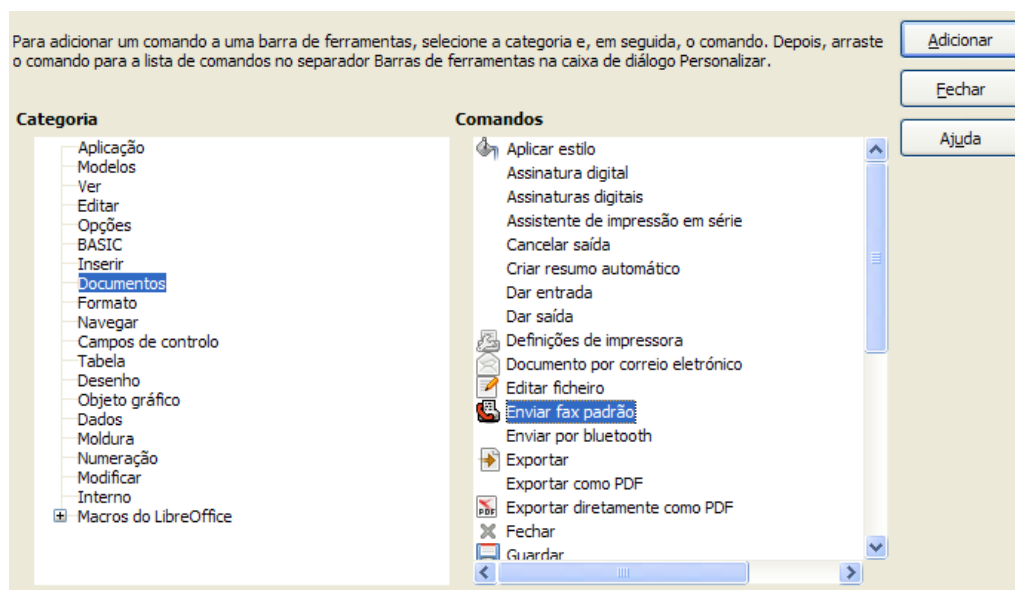 Para adicionar um comando a uma barra de ferramentas, selecione a categoria e, em seguida, o comando. Depois, arraste
o comando para a lista de comandos no separador Barras de ferramentas na caixa de diálogo Personalizar.
Adicionar
Fechar
Ajuda
Categoria
Aplicação
Modelos
Ver
Editar
Opções
BASIC
Inserir
Documentos
Formato
Navegar
Campos de controlo
Tabela
Desenho
Objeto gráfico
Dados
Moldura
Numeração
Modificar
Interno
Macros do LibreOffice
Comandos
Aplicar estilo
Assinatura digital
Assinaturas digitais
Assistente de impressão em série
Cancelar saída
Criar resumo automático
Dar entrada
Dar saída
Definições de impressora
Documento por correio eletrónico
Editar ficheiro
Enviar fax padrão
Enviar por bluetooth
Exportar
Exportar como PDF
PDF Exportar diretamente como PDF
Fechar
Guardar